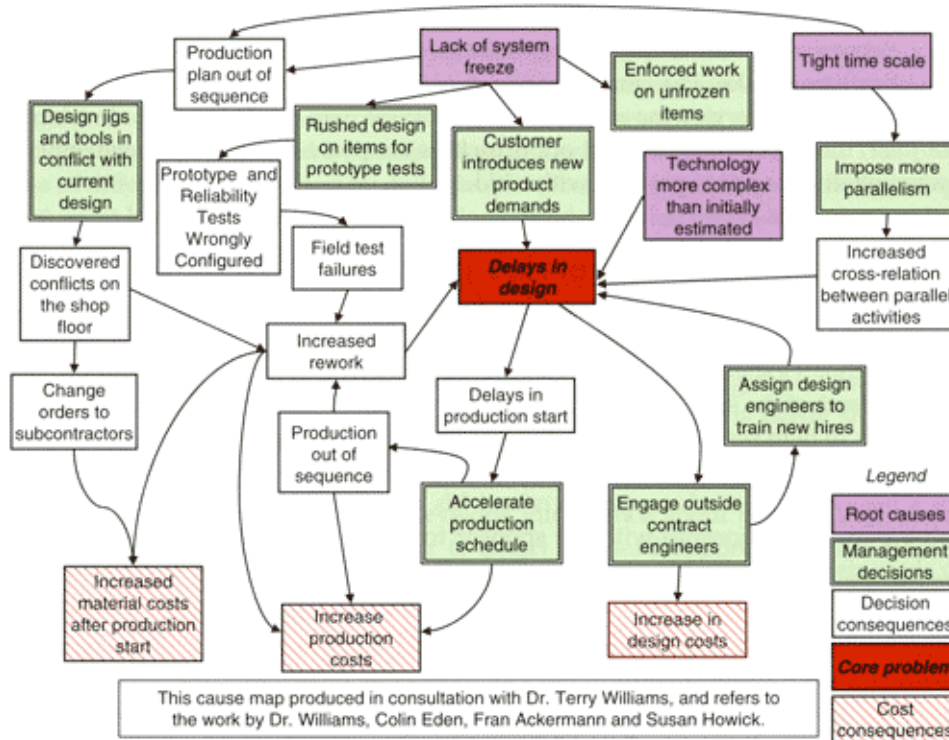 Production
plan out of
sequence
Lack of system
freeze
Tight time scale
Enforced work
on unfrozen
items
Design jigs
and tools in
conflict with
current
design
Rushed design
on items for
prototype tests
Customer
introduces new
product
demands
Technology
more complex
than initially
estimated
Impose more
parallelism
Prototype and
Reliability
Tests
Wrongly
Configured
Field test
failures
Delays in
design
Increased
cross-relation
between parallel
activities
Discovered
conflicts on
the shop
floor
Increased
rework
Change
orders to
subcontractors
Delays in
production start
Assign design
engineers to
train new hires
Production
out of
sequence
Accelerate
production
schedule
Engage outside
contract
engineers
Increased
material costs
after production
start
Increase
production
costs
Increase in
design costs
Legend
Root causes
Management
decisions
Decision
consequences
Core problem
Cost
consequences
This cause map produced in consultation with Dr. Terry Williams, and refers to
the work by Dr. Williams, Colin Eden, Fran Ackermann and Susan Howick.